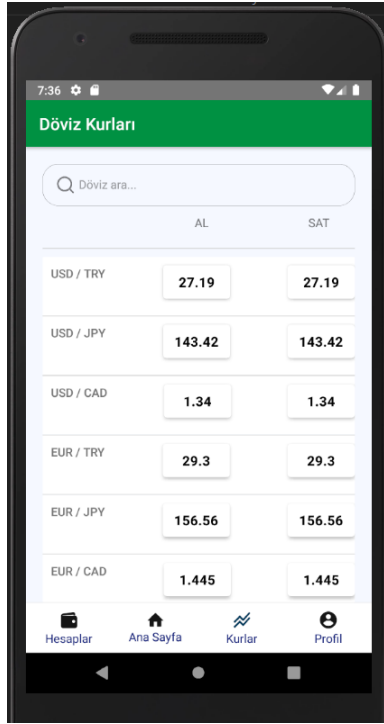 7:36
Döviz Kurları
Döviz ara...
AL SAT
USD / TRY 27.19 27.19
USD / JPY 143.42 143.42
USD / CAD 1.34 1.34
EUR / TRY 29.3 29.3
EUR / JPY 156.56 156.56
EUR / CAD 1.445 1.445
Hesaplar Ana Sayfa Kurlar Profil